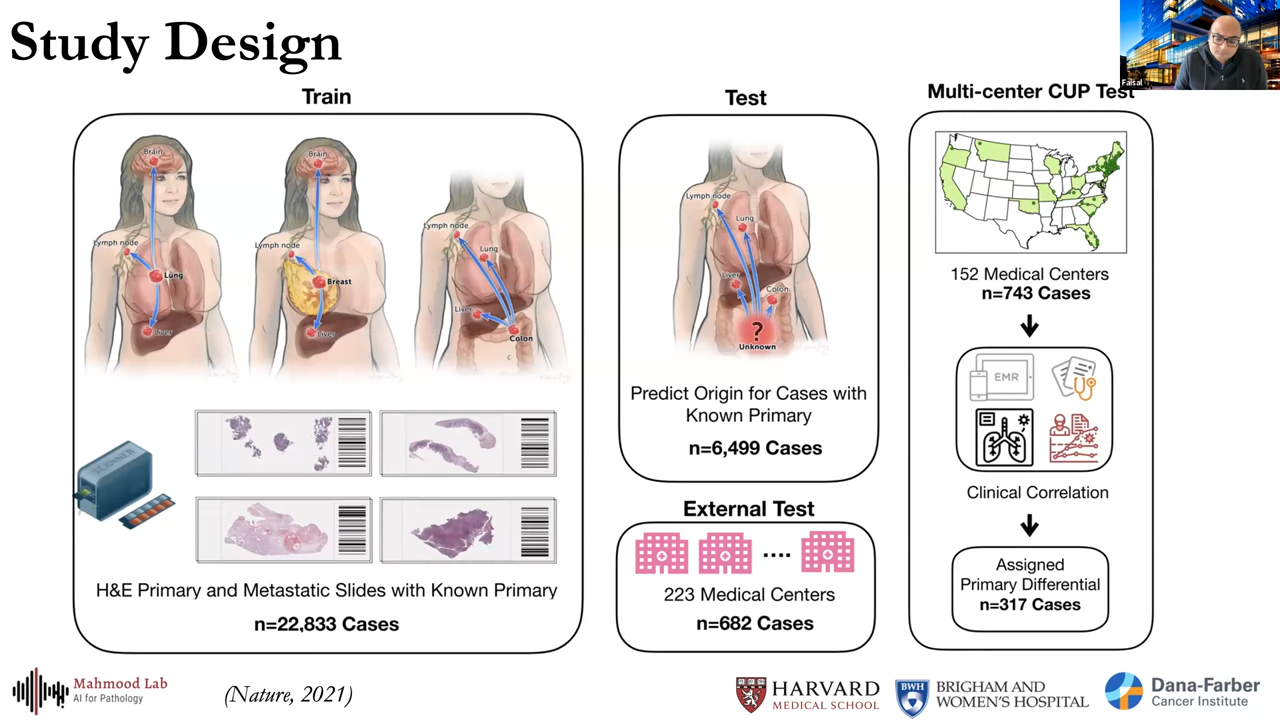 Study Design
Faisal
Train
Brain
Lymph node
Lung
Liver
Brain
Lymph node
Breast
Liver
Lymph node
Lung
Liver
Colon
SCANNER
H&E Primary and Metastatic Slides with Known Primary
n=22,833 Cases
Test
Lymph node
Lung
Liver
Colon
?
Unknown
Predict Origin for Cases with
Known Primary
n=6,499 Cases
External Test
....
223 Medical Centers
n=682 Cases
Multi-center CUP Test
152 Medical Centers
n=743 Cases
EMR
Clinical Correlation
Assigned
Primary Differential
n=317 Cases
Mahmood Lab
AI for Pathology
(Nature, 2021)
HARVARD
MEDICAL SCHOOL
BWH
BRIGHAM AND
WOMEN'S HOSPITAL
Dana-Farber
Cancer Institute